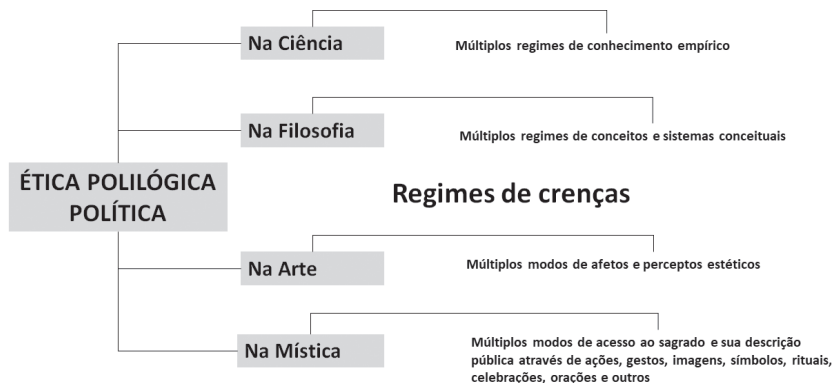 Na Ciência
Múltiplos regimes de conhecimento empírico
Na Filosofia
Múltiplos regimes de conceitos e sistemas conceituais
ÉTICA POLILÓGICA
POLÍTICA
Regimes de crenças
Na Arte
Múltiplos modos de afetos e perceptos estéticos
Na Mística
Múltiplos modos de acesso ao sagrado e sua descrição
pública através de ações, gestos, imagens, símbolos, rituais,
celebrações, orações e outros